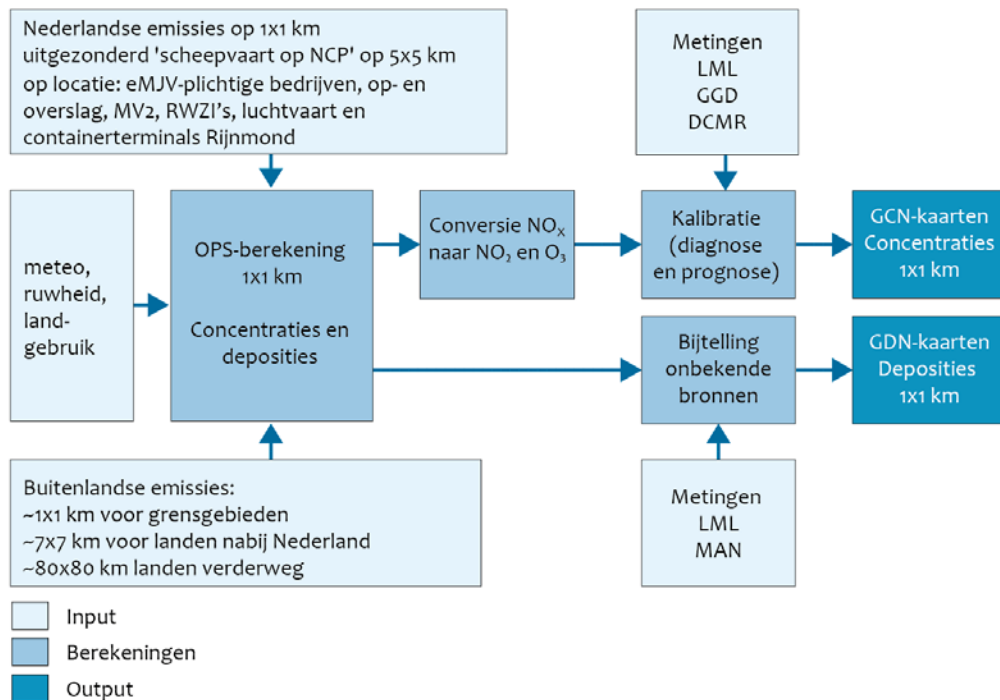 Nederlandse emissies op 1x1 km
uitgezonderd 'scheepvaart op NCP' op 5x5 km
op locatie: eMJV-plichtige bedrijven, op- en
overslag, MV2, RWZI's, luchtvaart en
containerterminals Rijnmond
Metingen
LML
GGD
DCMR
meteo,
ruwheid,
land-
gebruik
OPS-berekening
1x1 km
Concentraties en
deposities
Conversie NOₓ
naar NO₂ en O₃
Kalibratie
(diagnose
en prognose)
GCN-kaarten
Concentraties
1x1 km
Bijtelling
onbekende
bronnen
GDN-kaarten
Deposities
1x1 km
Buitenlandse emissies:
~1x1 km voor grensgebieden
~7x7 km voor landen nabij Nederland
~80x80 km landen verderweg
Metingen
LML
MAN
Input
Berekeningen
Output